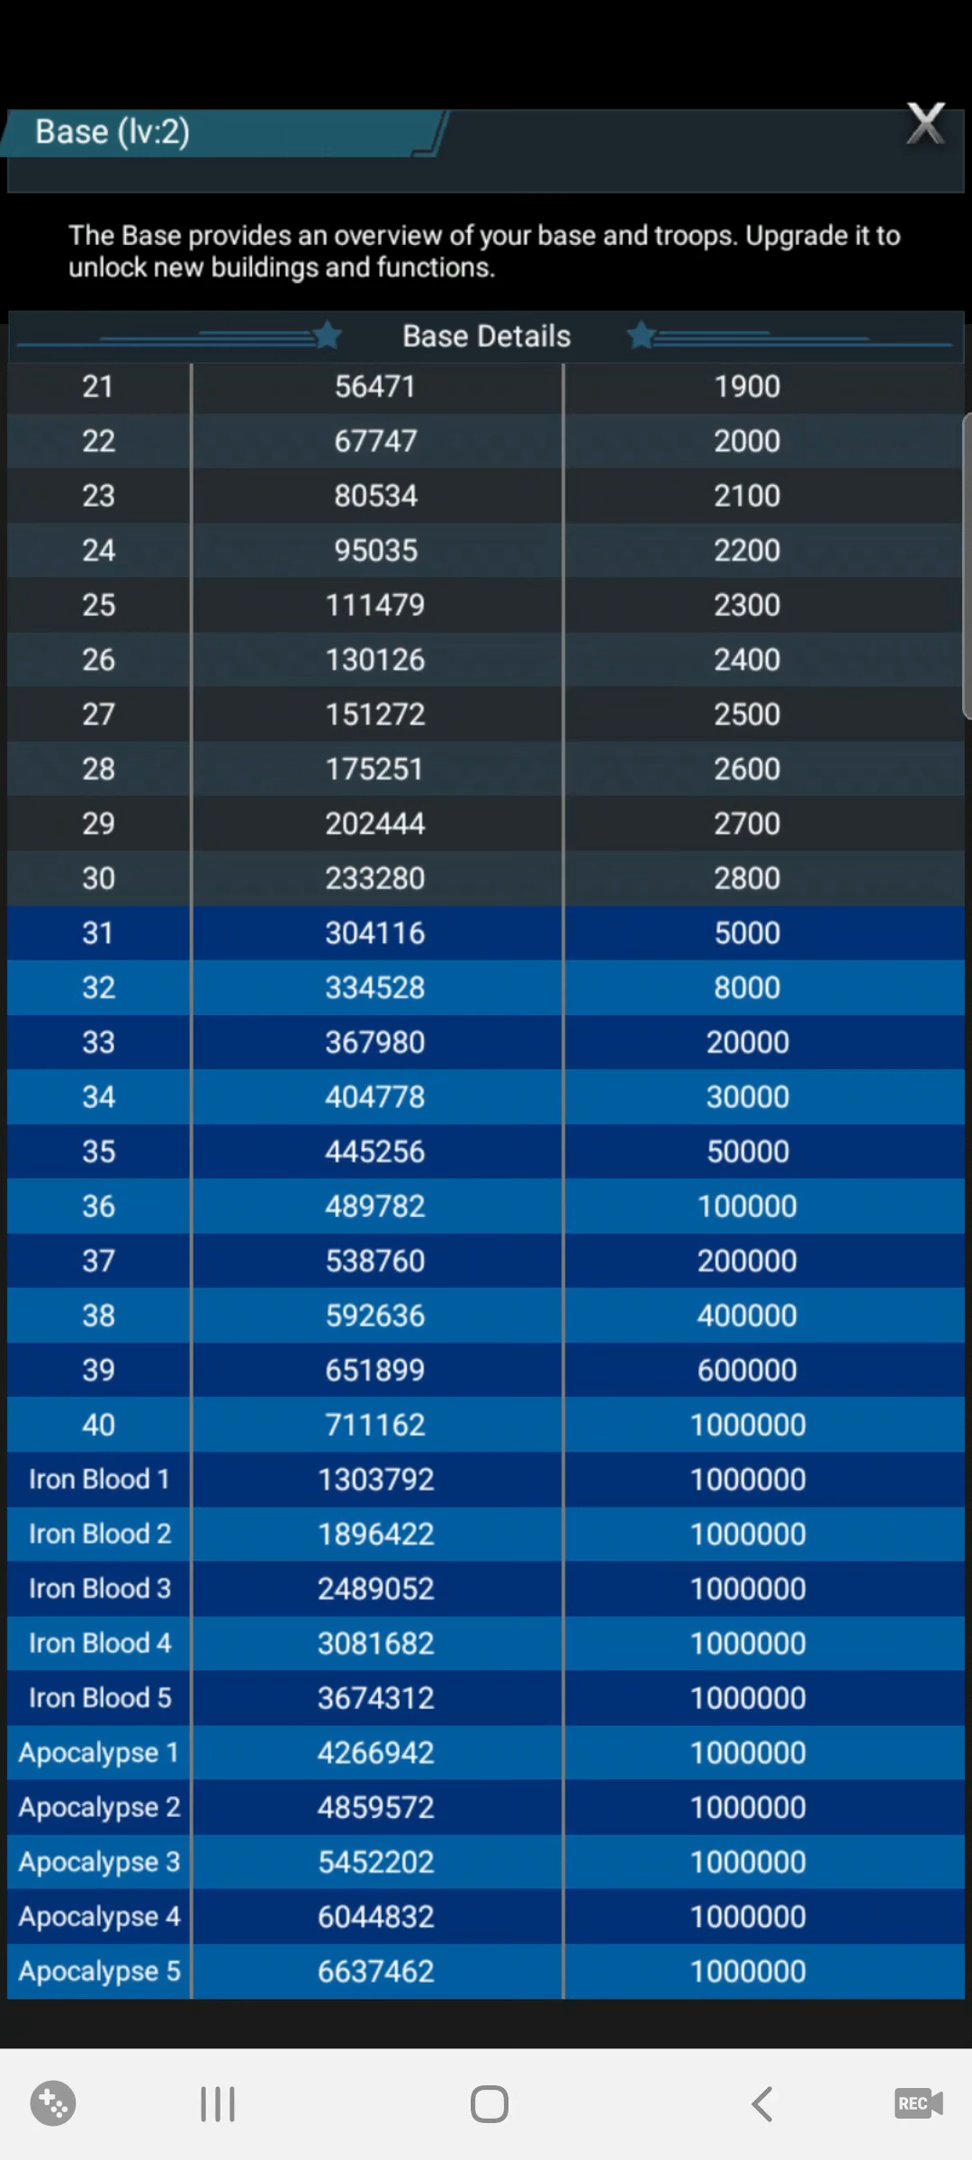 Base (lv:2)
X
The Base provides an overview of your base and troops. Upgrade it to
unlock new buildings and functions.
Base Details
21 56471 1900
22 67747 2000
23 80534 2100
24 95035 2200
25 111479 2300
26 130126 2400
27 151272 2500
28 175251 2600
29 202444 2700
30 233280 2800
31 304116 5000
32 334528 8000
33 367980 20000
34 404778 30000
35 445256 50000
36 489782 100000
37 538760 200000
38 592636 400000
39 651899 600000
40 711162 1000000
Iron Blood 1 1303792 1000000
Iron Blood 2 1896422 1000000
Iron Blood 3 2489052 1000000
Iron Blood 4 3081682 1000000
Iron Blood 5 3674312 1000000
Apocalypse 1 4266942 1000000
Apocalypse 2 4859572 1000000
Apocalypse 3 5452202 1000000
Apocalypse 4 6044832 1000000
Apocalypse 5 6637462 1000000
REC